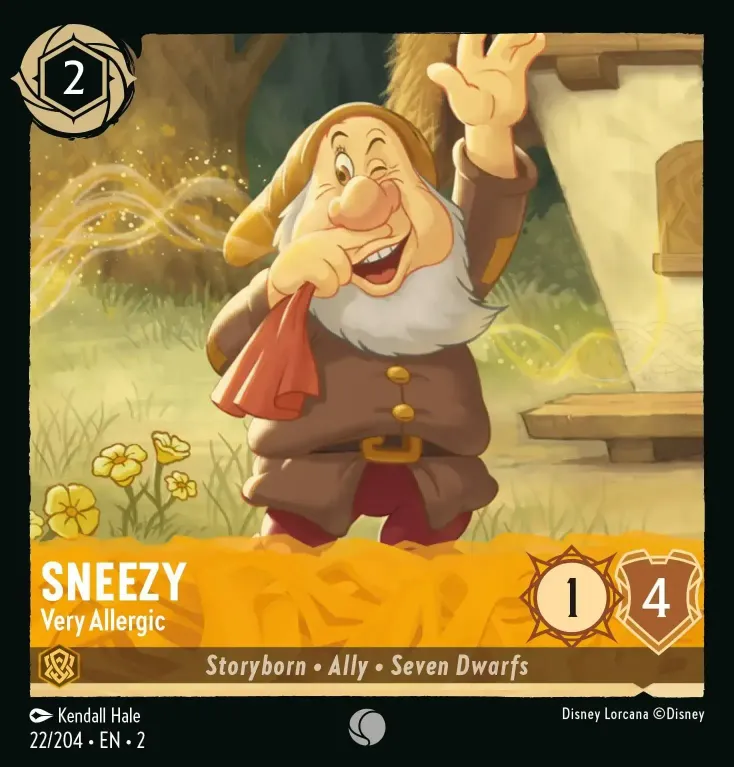 2
SNEEZY
Very Allergic
1
4
Storyborn • Ally • Seven Dwarfs
Kendall Hale
Disney Lorcana ©Disney
22/204 • EN • 2